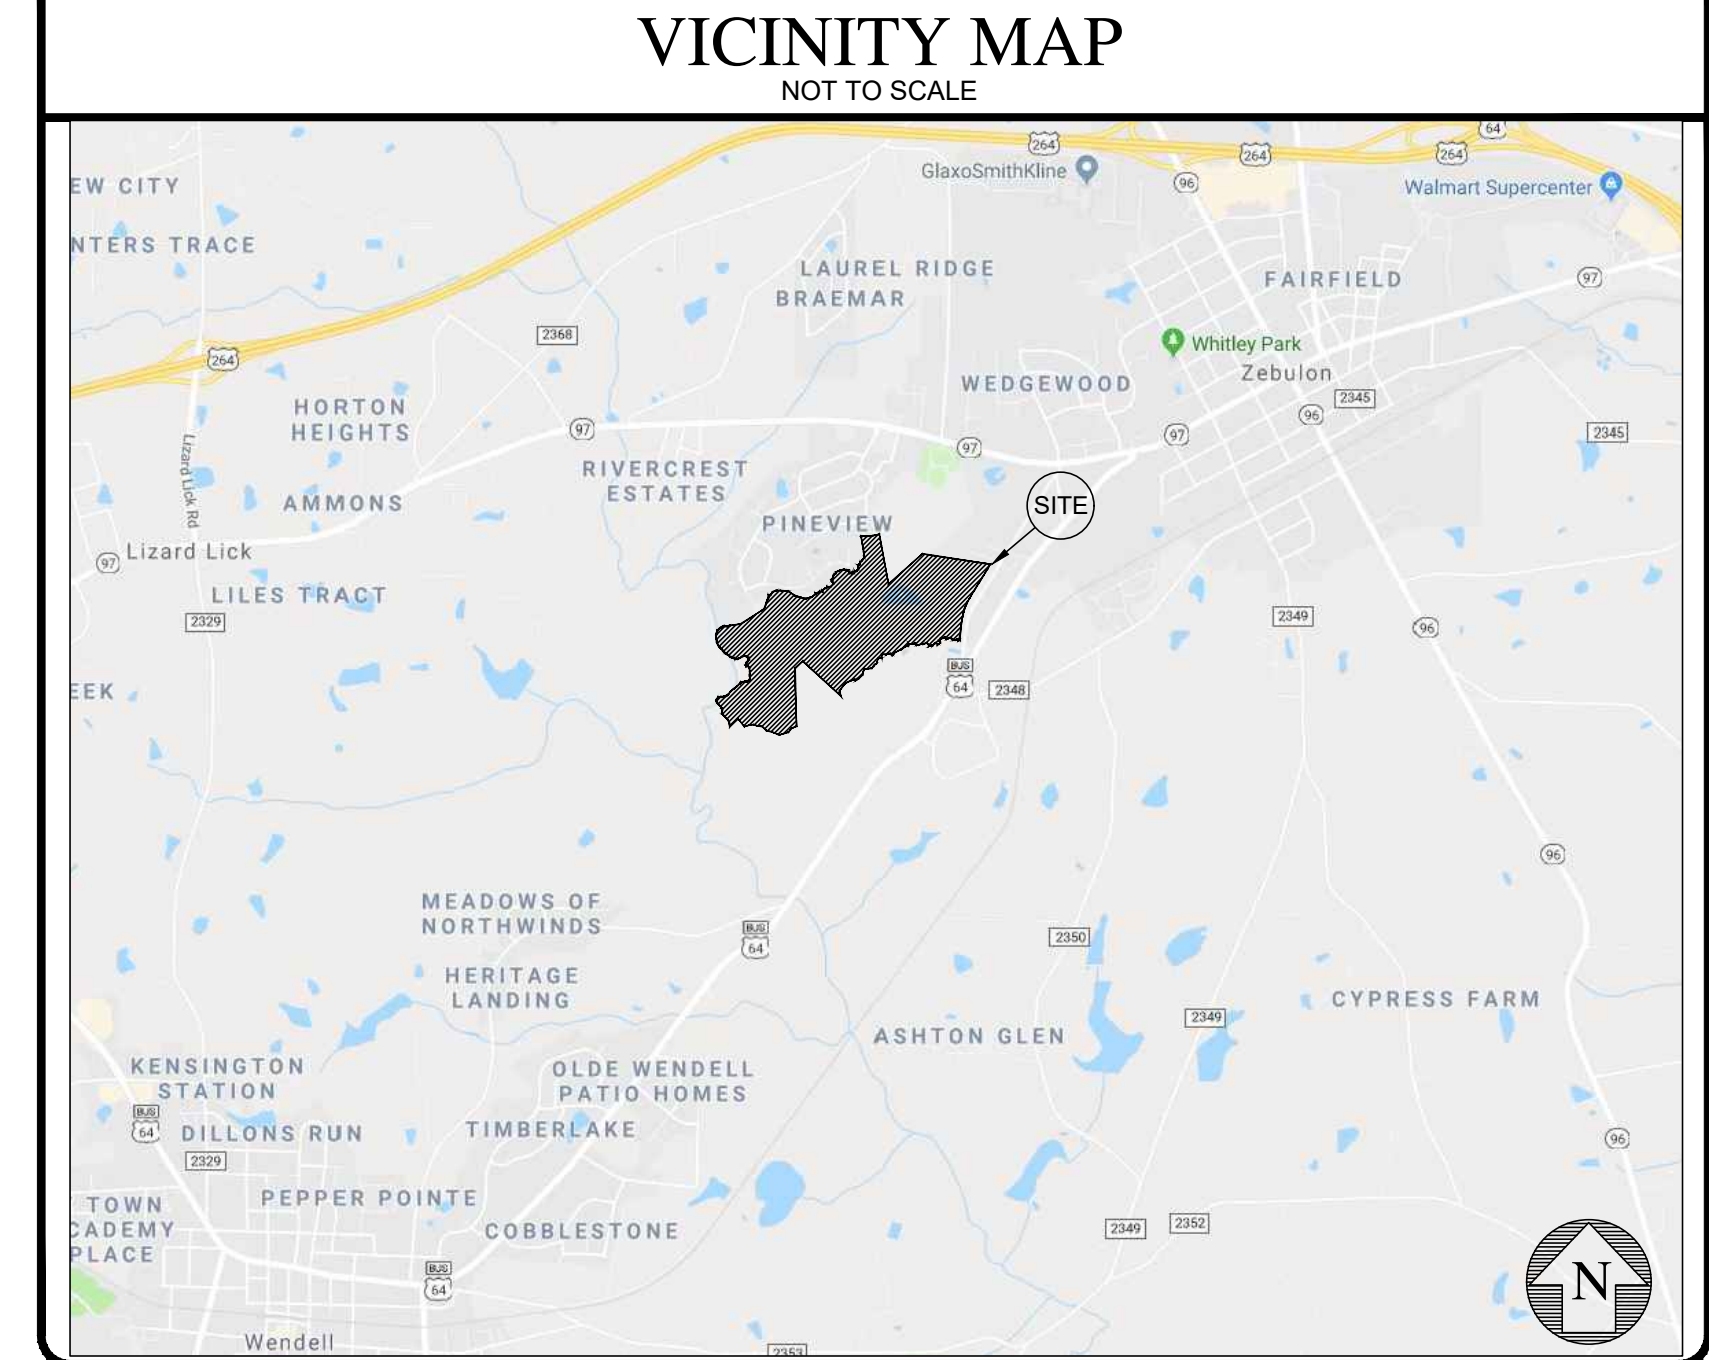 VICINITY MAP
NOT TO SCALE
64
264
264
264
GlaxoSmithKline
96
Walmart Supercenter
EW CITY
NTERS TRACE
LAUREL RIDGE
BRAEMAR
FAIRFIELD
97
2368
Whitley Park
Zebulon
264
WEDGEWOOD
2345
96
HORTON
HEIGHTS
97
97
97
2345
Lizard Lick Rd
RIVERCREST
ESTATES
AMMONS
SITE
PINEVIEW
Lizard Lick
97
LILES TRACT
2329
2349
96
BUS
64
2348
EEK
96
MEADOWS OF
NORTHWINDS
BUS
64
2350
HERITAGE
LANDING
CYPRESS FARM
2349
ASHTON GLEN
KENSINGTON
STATION
OLDE WENDELL
PATIO HOMES
BUS
64
DILLONS RUN
TIMBERLAKE
96
2329
PEPPER POINTE
TOWN
CADEMY
PLACE
COBBLESTONE
2349
2352
BUS
64
N
Wendell
2353